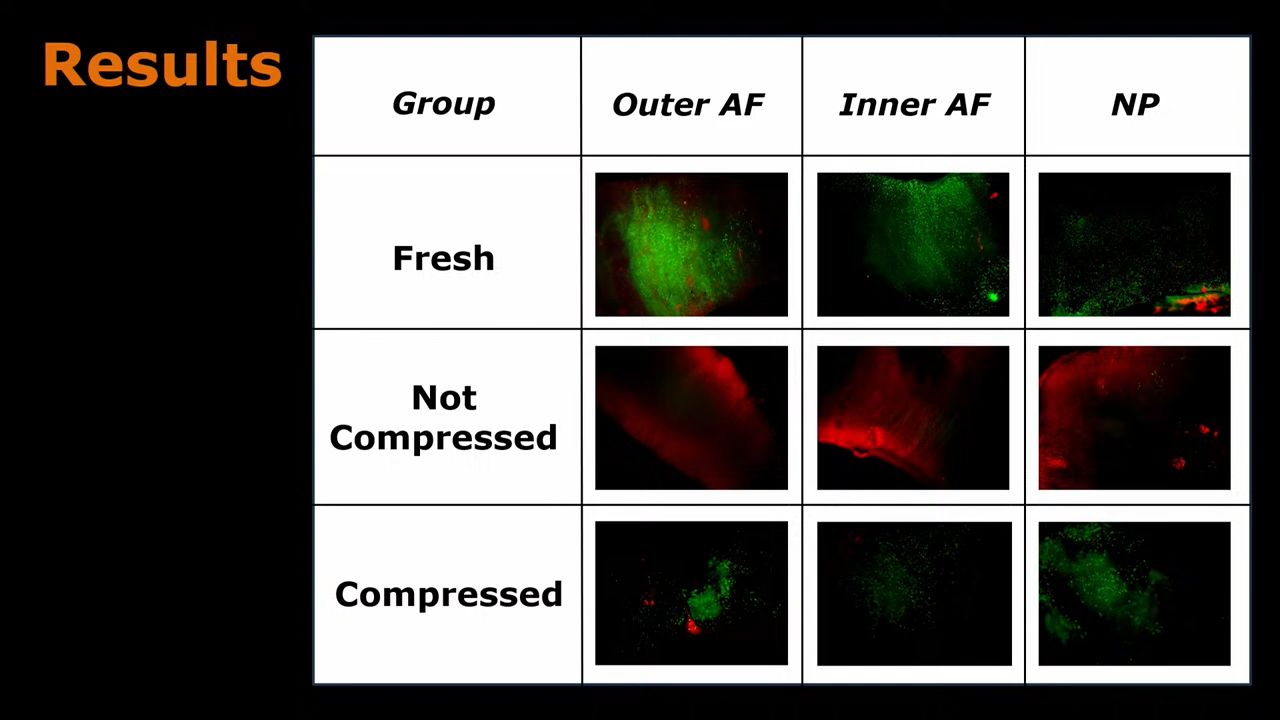 Results
Group
Outer AF
Inner AF
NP
Fresh
Not
Compressed
Compressed